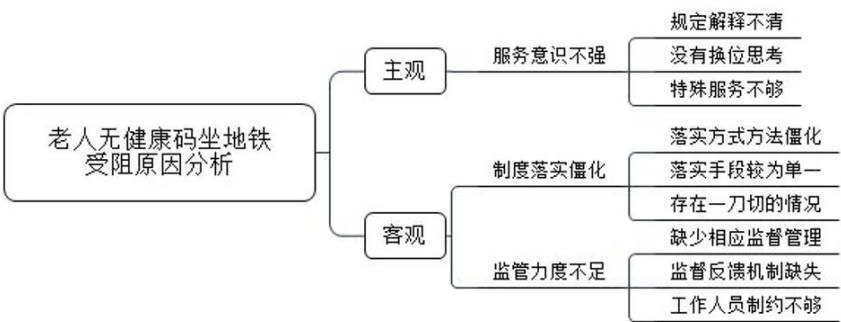 老人无健康码坐地铁
受阻原因分析
主观
服务意识不强
规定解释不清
没有换位思考
特殊服务不够
客观
制度落实僵化
落实方式方法僵化
落实手段较为单一
存在一刀切的情况
监管力度不足
缺少相应监督管理
监督反馈机制缺失
工作人员制约不够